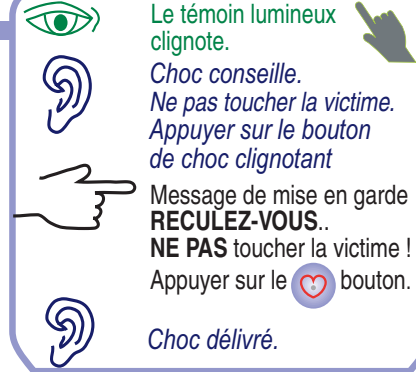 Le témoin lumineux
clignote.
Choc conseille.
Ne pas toucher la victime.
Appuyer sur le bouton
de choc clignotant
Message de mise en garde
RECULEZ-VOUS..
NE PAS toucher la victime !
Appuyer sur le bouton.
Choc délivré.